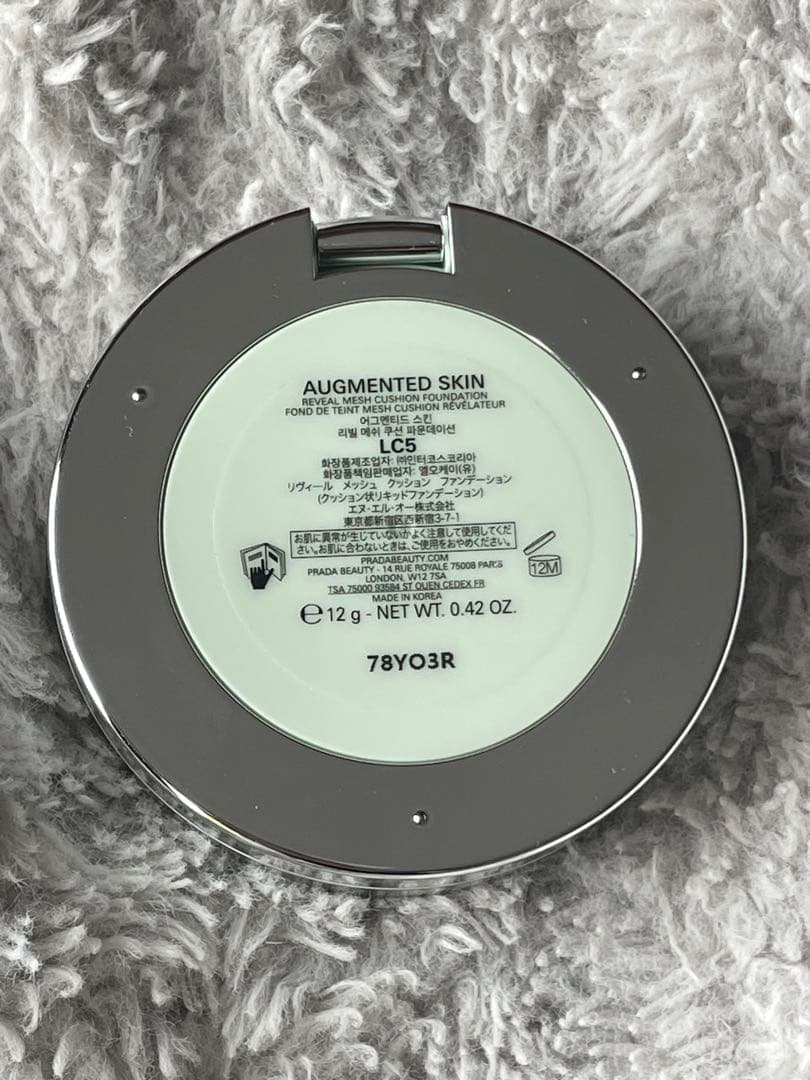 AUGMENTED SKIN
REVEAL MESH CUSHION FOUNDATION
FOND DE TEINT MESH CUSHION RÉVÉLATEUR
어그멘티드 스킨
리빌 메쉬 쿠션 파운데이션
LC5
화장품제조업자: ㈜인터코스코리아
화장품책임판매업자: 엘오케이(유)
リヴィール メッシュ クッション ファンデーション
(クッション状リキッドファンデーション)
エヌ・エル・オー株式会社
東京都新宿区西新宿3-7-1
お肌に異常が生じていないかよく注意して使用してくだ
さい。お肌に合わないときは、ご使用をおやめください。
PRADABEAUTY.COM
PRADA BEAUTY - 14 RUE ROYALE 75008 PARIS
LONDON, W12 7SA
TSA 75000 93584 ST OUEN CEDEX FR
MADE IN KOREA
12M
℮ 12 g - NET WT. 0.42 OZ.
78YO3R